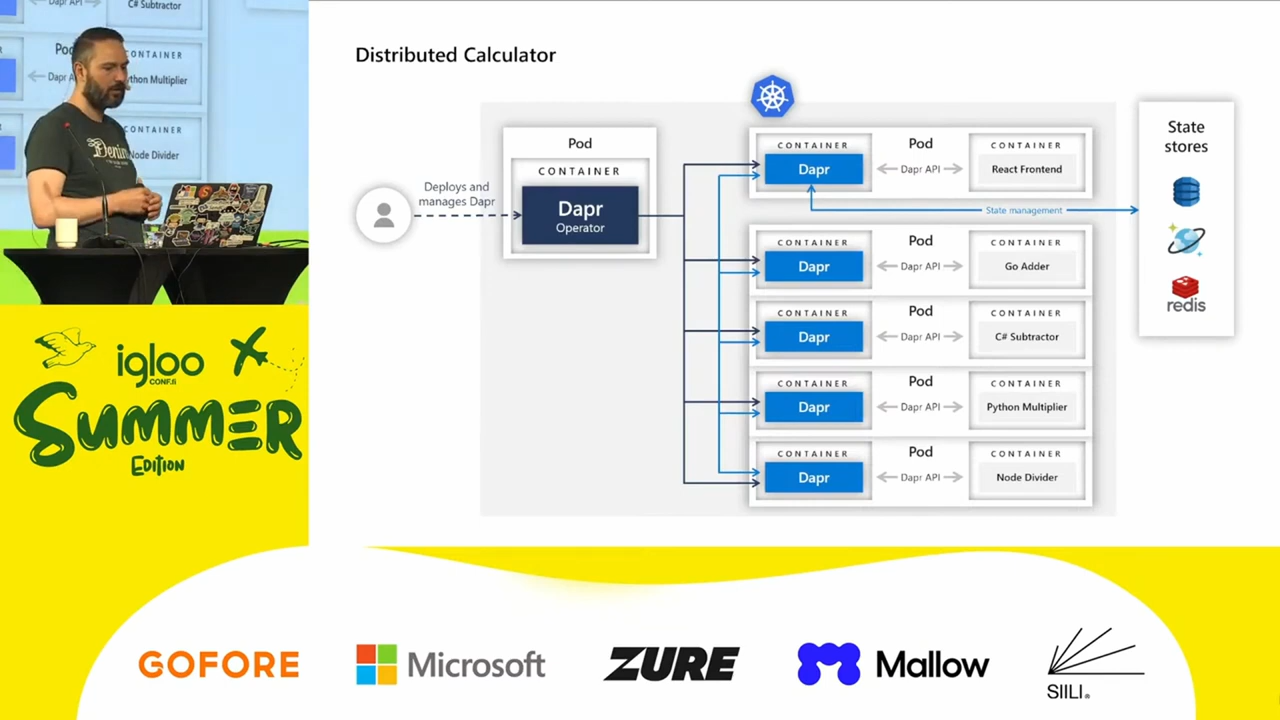 Dapr API
C# Subtractor
Pod
CONTAINER
Dapr A
ython Multiplier
CONTAINER
Node Divider
Denim
igloo
CONF.fi
SUMMER
EDITION
Distributed Calculator
Deploys and
manages Dapr
Pod
CONTAINER
Dapr
Operator
CONTAINER
Dapr
Pod
Dapr API
CONTAINER
React Frontend
State management
CONTAINER
Dapr
Pod
Dapr API
CONTAINER
Go Adder
CONTAINER
Dapr
Pod
Dapr API
CONTAINER
C# Subtractor
CONTAINER
Dapr
Pod
Dapr API
CONTAINER
Python Multiplier
CONTAINER
Dapr
Pod
Dapr API
CONTAINER
Node Divider
State
stores
redis
GOFORE
Microsoft
ZURE
Mallow
SIILI